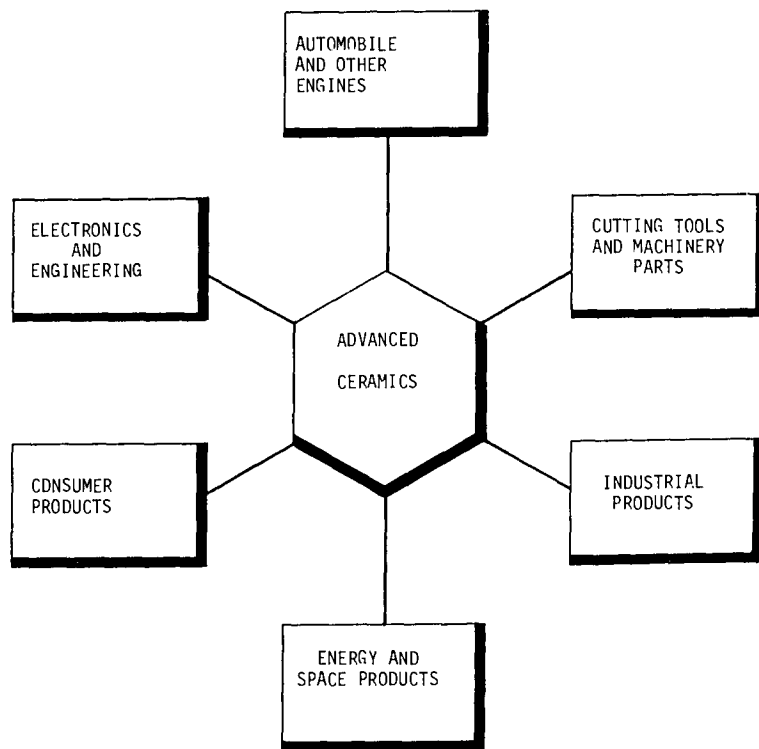 AUTOMOBILE
AND OTHER
ENGINES
ELECTRONICS
AND
ENGINEERING
CUTTING TOOLS
AND MACHINERY
PARTS
ADVANCED
CERAMICS
CDNSUMER
PRODUCTS
INDUSTRIAL
PRODUCTS
ENERGY AND
SPACE PRODUCTS